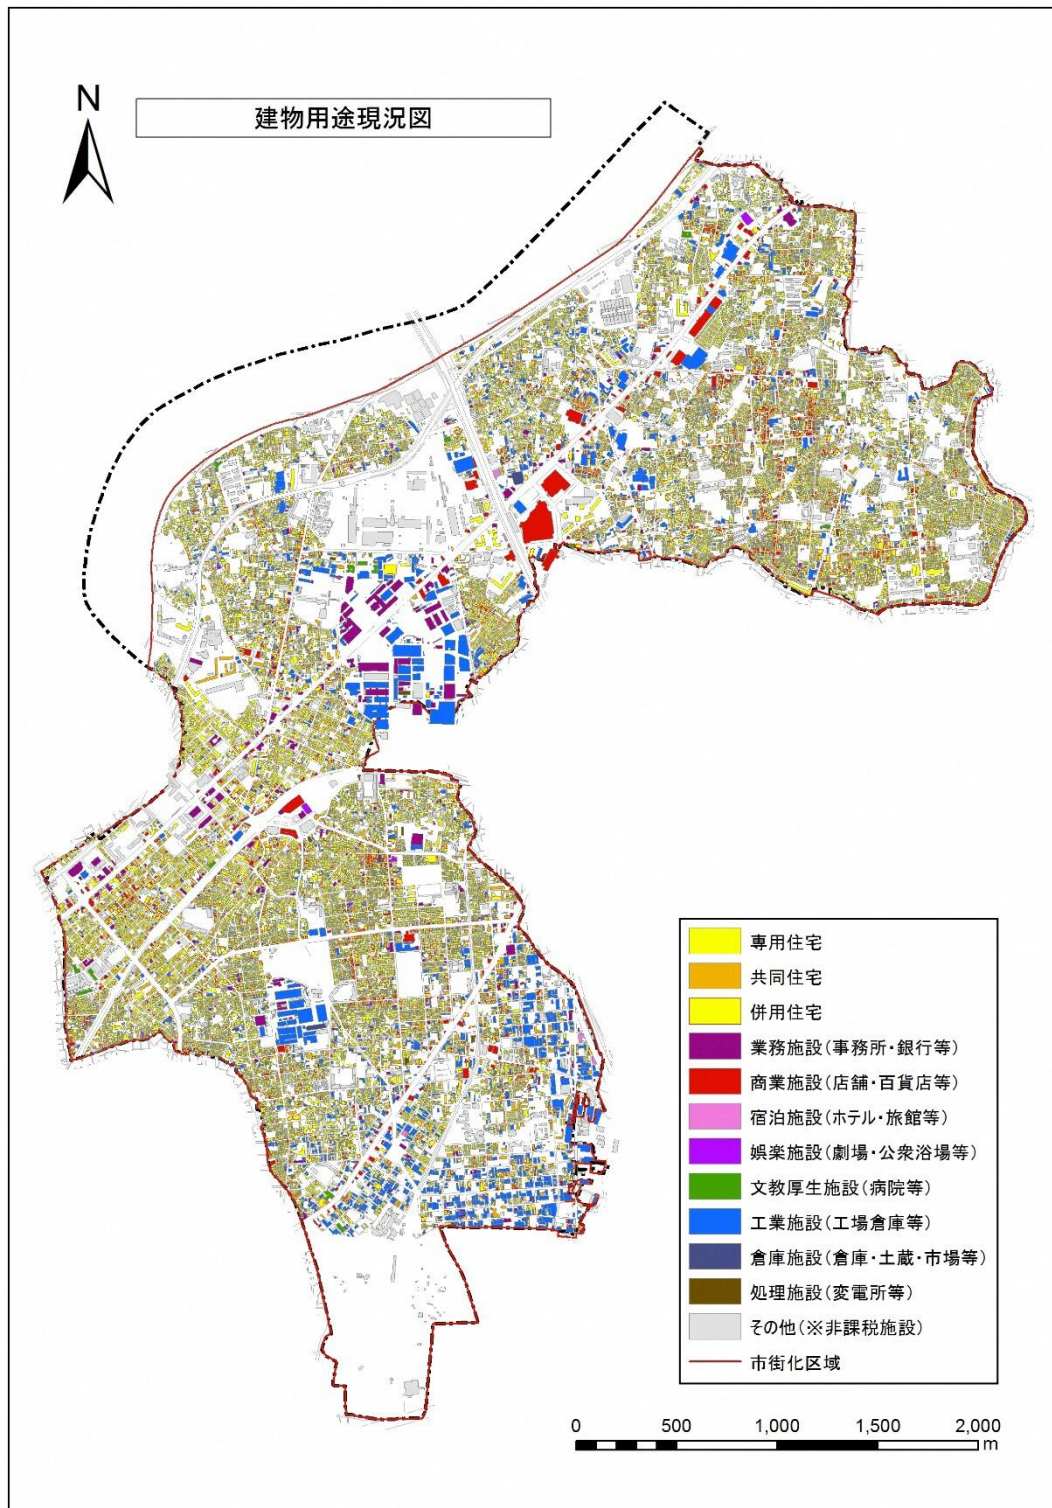 N
建物用途現況図
専用住宅
共同住宅
併用住宅
業務施設(事務所・銀行等)
商業施設(店舗・百貨店等)
宿泊施設(ホテル・旅館等)
娯楽施設(劇場・公衆浴場等)
文教厚生施設(病院等)
工業施設(工場倉庫等)
倉庫施設(倉庫・土蔵・市場等)
処理施設(変電所等)
その他(※非課税施設)
市街化区域
0 500 1,000 1,500 2,000
m